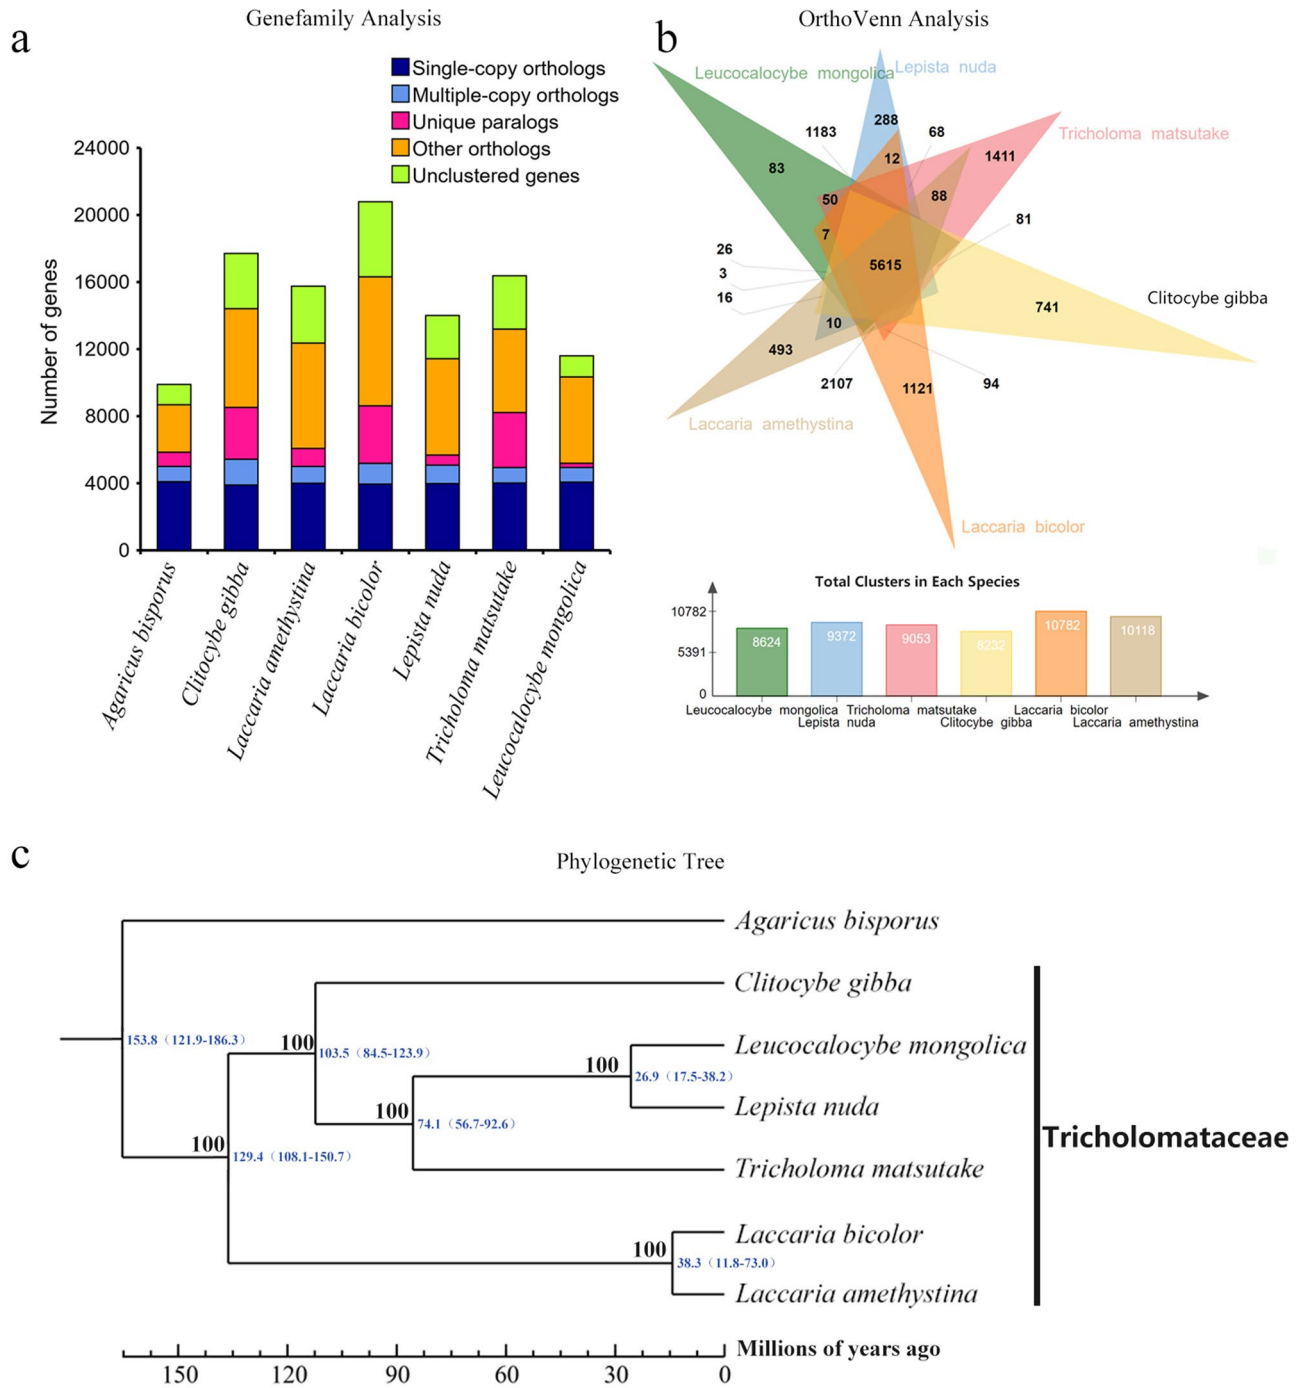 a
Genefamily Analysis
Single-copy orthologs
Multiple-copy orthologs
Unique paralogs
Other orthologs
Unclustered genes
Number of genes
24000
20000
16000
12000
8000
4000
0
Agaricus bisporus
Clitocybe gibba
Laccaria amethystina
Laccaria bicolor
Lepista nuda
Tricholoma matsutake
Leucocalocybe mongolica
b
OrthoVenn Analysis
Leucocalocybe mongolica
Lepista nuda
Tricholoma matsutake
Clitocybe gibba
Laccaria bicolor
Laccaria amethystina
1183
288
68
12
1411
83
50
88
7
81
26
3
16
5615
741
10
493
2107
1121
94
Total Clusters in Each Species
10782
5391
0
8624
9372
9053
8232
10782
10118
Leucocalocybe mongolica
Lepista nuda
Tricholoma matsutake
Clitocybe gibba
Laccaria bicolor
Laccaria amethystina
c
Phylogenetic Tree
Agaricus bisporus
Clitocybe gibba
Leucocalocybe mongolica
Lepista nuda
Tricholoma matsutake
Laccaria bicolor
Laccaria amethystina
Tricholomataceae
153.8（121.9-186.3）
100
103.5（84.5-123.9）
100
26.9（17.5-38.2）
100
74.1（56.7-92.6）
100
129.4（108.1-150.7）
100
38.3（11.8-73.0）
150
120
90
60
30
0
Millions of years ago